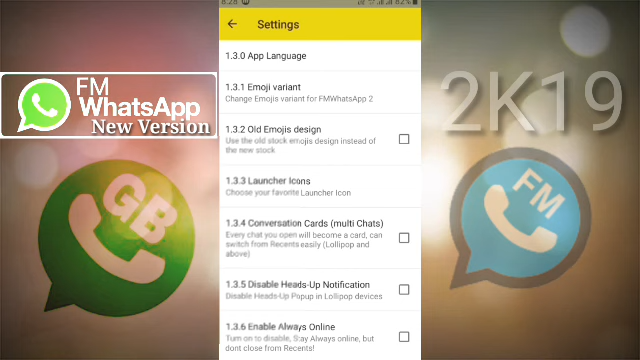 8:28
82%
Settings
1.3.0 App Language
1.3.1 Emoji variant
Change Emojis variant for FMWhatsApp 2
1.3.2 Old Emojis design
Use the old stock emojis design instead of
the new stock
1.3.3 Launcher Icons
Choose your favorite Launcher Icon
1.3.4 Conversation Cards (multi Chats)
Every chat you open will become a card, can
switch from Recents easily (Lollipop and
above)
1.3.5 Disable Heads-Up Notification
Disable Heads-Up Popup in Lollipop devices
1.3.6 Enable Always Online
Turn on to disable, Stay Always online, but
dont close from Recents!
FM
WhatsApp
New Version
GB
2K19
FM